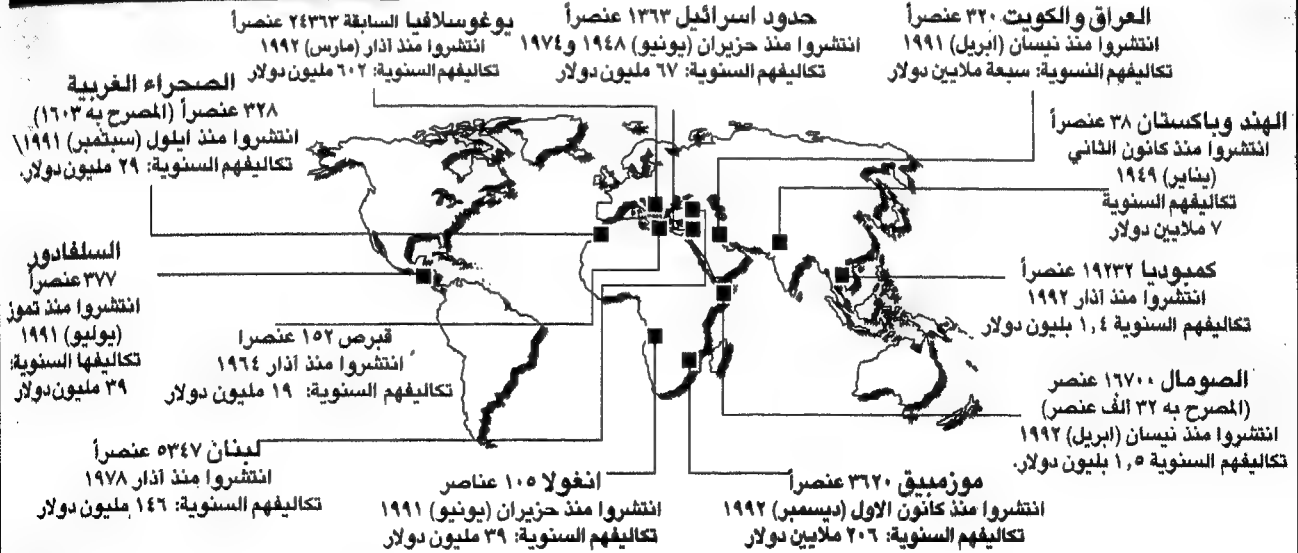 العراق والكويت ٣٢٠ عنصراً
انتشروا منذ نيسان (ابريل) ١٩٩١
تكاليفهم النسوية: سبعة ملايين دولار
حدود اسرائيل ١٣٦٣ عنصراً
انتشروا منذ حزيران (يونيو) ١٩٤٨ و١٩٧٤
تكاليفهم السنوية: ٦٧ مليون دولار
يوغوسلافيا السابقة ٢٤٣٦٣ عنصراً
انتشروا منذ آذار (مارس) ١٩٩٢
تكاليفهم السنوية: ٦٠٢ مليون دولار
الصحراء الغربية
٣٢٨ عنصراً (المصرح به ١٦٠٣)
انتشروا منذ ايلول (سبتمبر) ١٩٩١\
تكاليفهم السنوية: ٢٩ مليون دولار.
الهند وباكستان ٣٨ عنصراً
انتشروا منذ كانون الثاني
(يناير) ١٩٤٩
تكاليفهم السنوية
٧ ملايين دولار
السلفادور
٣٧٧ عنصراً
انتشروا منذ تموز
(يوليو) ١٩٩١
تكاليفها السنوية:
٣٩ مليون دولار
كمبوديا ١٩٢٣٢ عنصراً
انتشروا منذ آذار ١٩٩٢
تكاليفهم السنوية ١,٤ بليون دولار
قبرص ١٥٢ عنصرا
انتشروا منذ آذار ١٩٦٤
تكاليفهم السنوية: ١٩ مليون دولار
الصومال ١٦٧٠٠ عنصر
(المصرح به ٣٢ ألف عنصر)
انتشروا منذ نيسان (ابريل) ١٩٩٢
تكاليفهم السنوية ١,٥ بليون دولار.
لبنان ٥٣٤٧ عنصراً
انتشروا منذ آذار ١٩٧٨
تكاليفهم السنوية: ١٤٦ مليون دولار
انغولا ١٠٥ عناصر
انتشروا منذ حزيران (يونيو) ١٩٩١
تكاليفهم السنوية: ٣٩ مليون دولار
موزمبيق ٣٦٢٠ عنصراً
انتشروا منذ كانون الاول (ديسمبر) ١٩٩٢
تكاليفهم السنوية: ٢٠٦ ملايين دولار